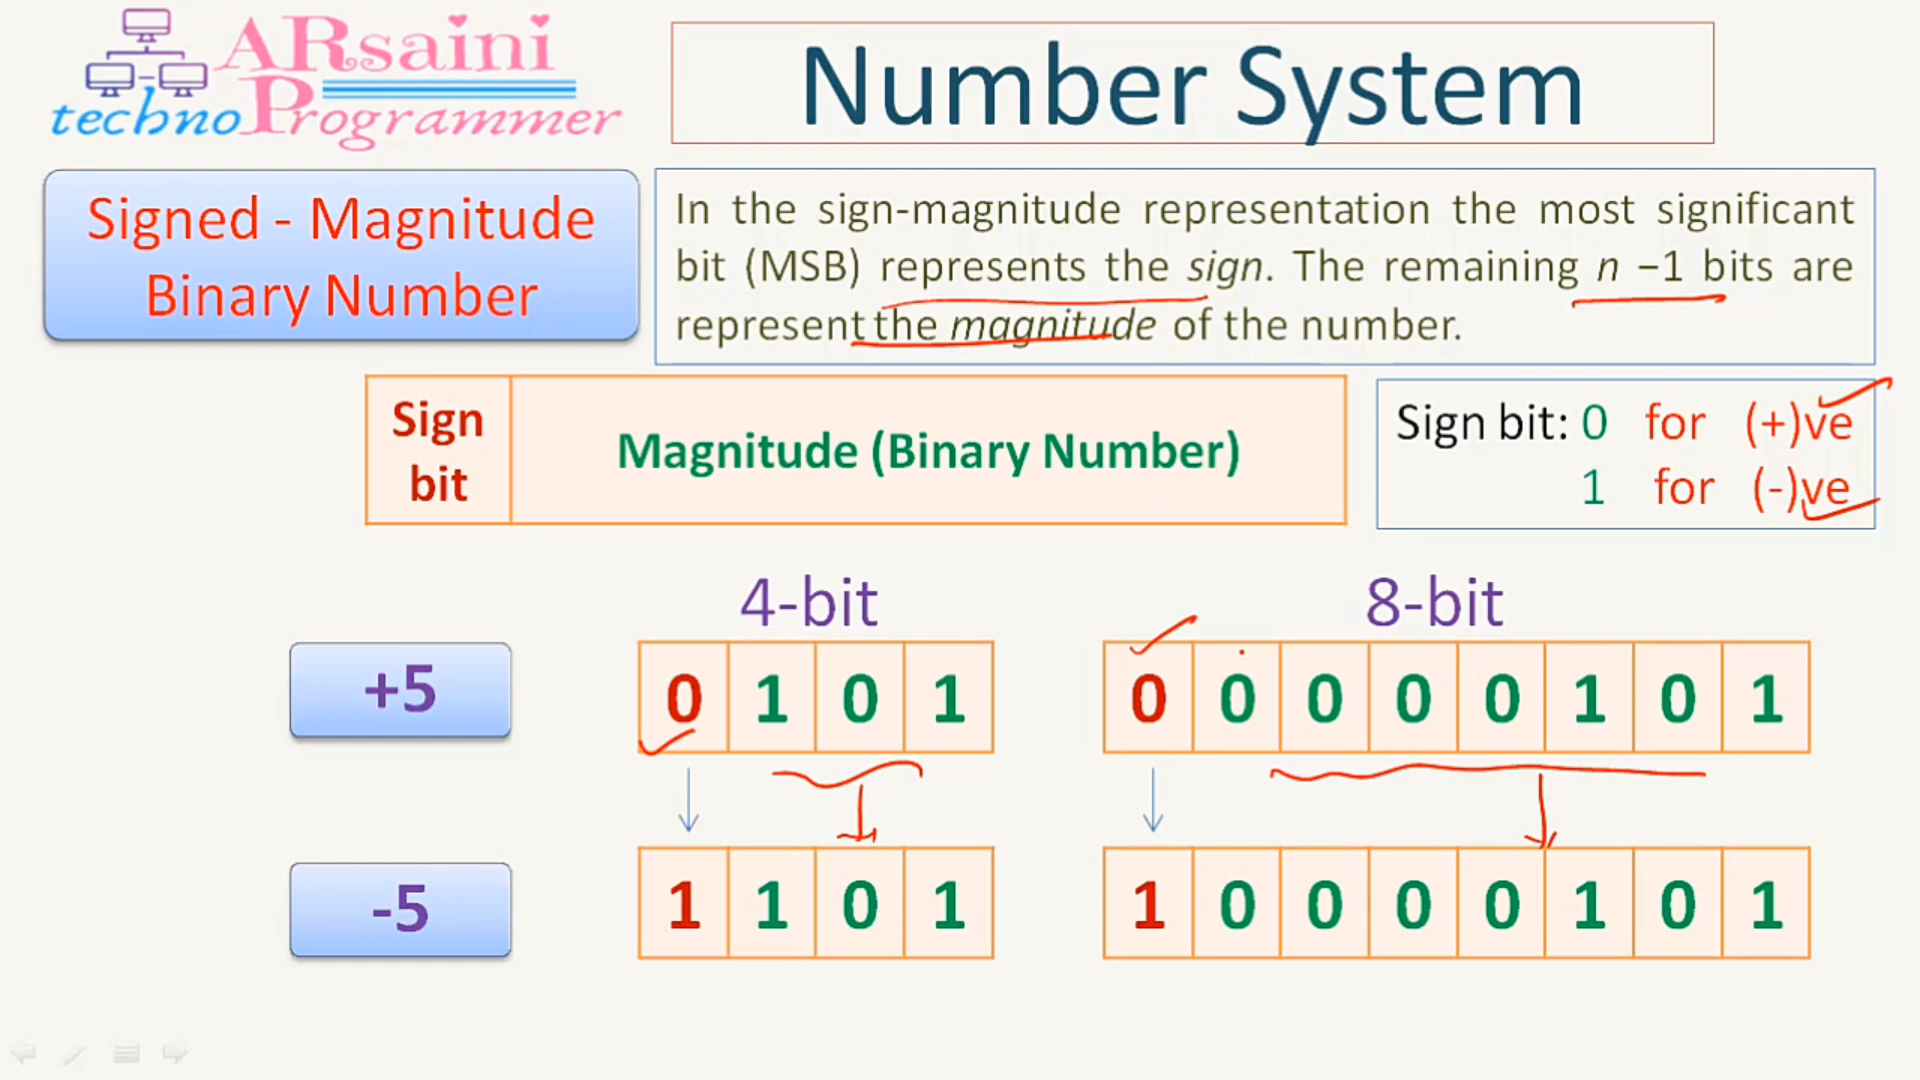 ARsaini
techno Programmer
Number System
Signed - Magnitude
Binary Number
In the sign-magnitude representation the most significant
bit (MSB) represents the sign. The remaining n −1 bits are
represent the magnitude of the number.
Sign
bit
Magnitude (Binary Number)
Sign bit: 0 for (+)ve
1 for (-)ve
4-bit
8-bit
+5
0 1 0 1
0 0 0 0 0 1 0 1
-5
1 1 0 1
1 0 0 0 0 1 0 1